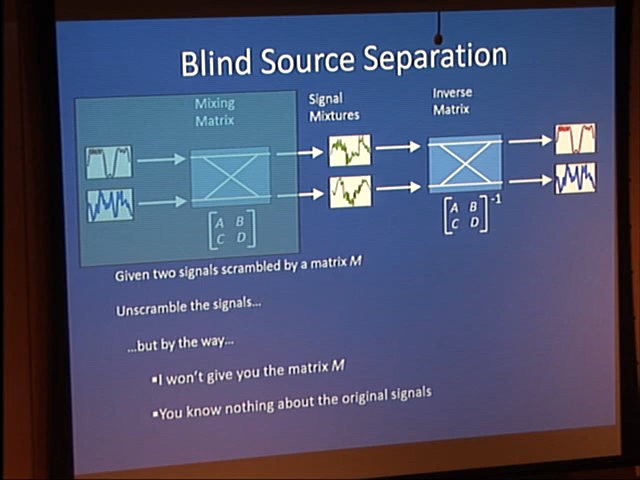 Blind Source Separation
Mixing
Matrix
Signal
Mixtures
Inverse
Matrix
A B
C D
A B -1
C D
Given two signals scrambled by a matrix M
Unscramble the signals...
...but by the way...
▪I won't give you the matrix M
▪You know nothing about the original signals